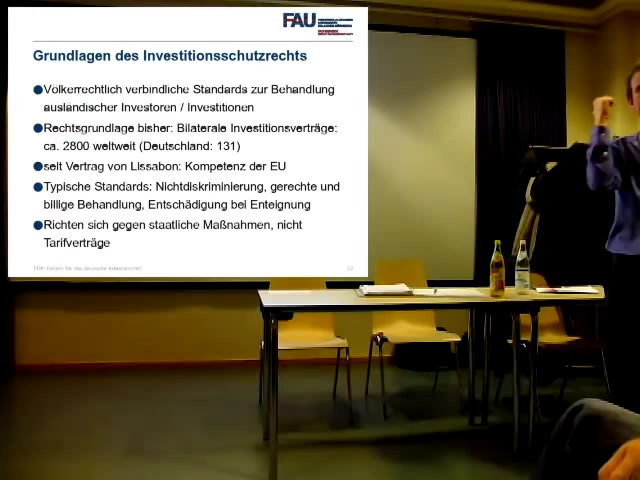 FAU
Grundlagen des Investitionsschutzrechts
●Völkerrechtlich verbindliche Standards zur Behandlung
ausländischer Investoren / Investitionen
●Rechtsgrundlage bisher: Bilaterale Investitionsverträge:
ca. 2800 weltweit (Deutschland: 131)
●seit Vertrag von Lissabon: Kompetenz der EU
●Typische Standards: Nichtdiskriminierung, gerechte und
billige Behandlung, Entschädigung bei Enteignung
●Richten sich gegen staatliche Maßnahmen, nicht
Tarifverträge